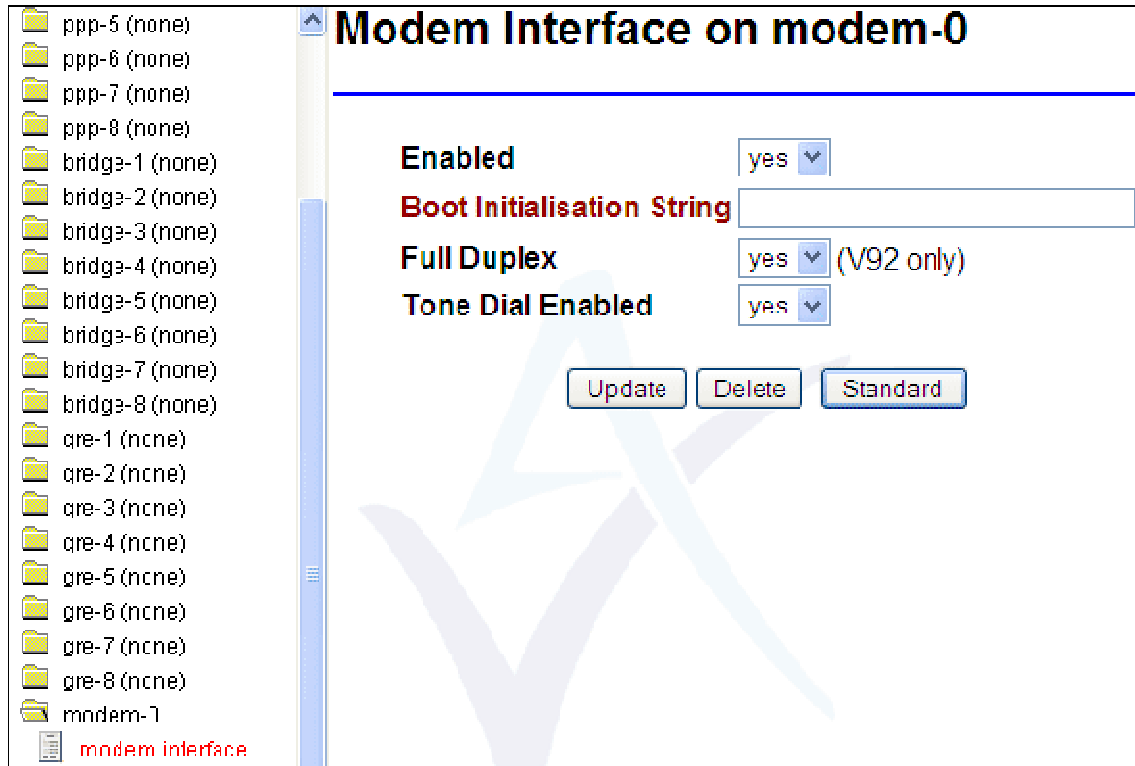 ppp-5 (none)
ppp-6 (none)
ppp-7 (none)
ppp-8 (none)
bridge-1 (none)
bridge-2 (none)
bridge-3 (none)
bridge-4 (none)
bridge-5 (none)
bridge-6 (none)
bridge-7 (none)
bridge-8 (none)
gre-1 (none)
gre-2 (none)
gre-3 (none)
gre-4 (none)
gre-5 (none)
gre-6 (none)
gre-7 (none)
gre-8 (none)
modem-0
modem interface
Modem Interface on modem-0
Enabled yes
Boot Initialisation String
Full Duplex yes (V92 only)
Tone Dial Enabled yes
Update Delete Standard